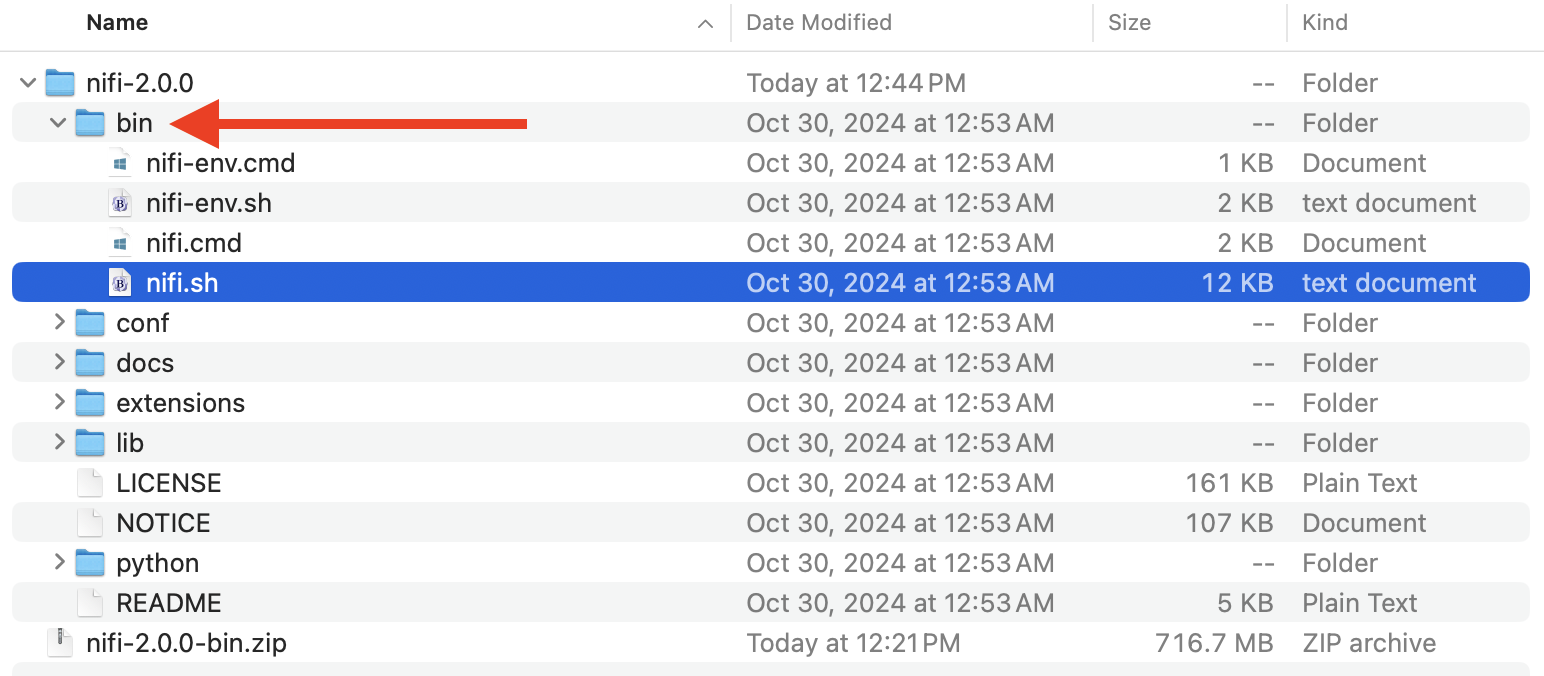 Name Date Modified Size Kind
nifi-2.0.0 Today at 12:44 PM -- Folder
bin Oct 30, 2024 at 12:53 AM -- Folder
nifi-env.cmd Oct 30, 2024 at 12:53 AM 1 KB Document
nifi-env.sh Oct 30, 2024 at 12:53 AM 2 KB text document
nifi.cmd Oct 30, 2024 at 12:53 AM 2 KB Document
nifi.sh Oct 30, 2024 at 12:53 AM 12 KB text document
conf Oct 30, 2024 at 12:53 AM -- Folder
docs Oct 30, 2024 at 12:53 AM -- Folder
extensions Oct 30, 2024 at 12:53 AM -- Folder
lib Oct 30, 2024 at 12:53 AM -- Folder
LICENSE Oct 30, 2024 at 12:53 AM 161 KB Plain Text
NOTICE Oct 30, 2024 at 12:53 AM 107 KB Document
python Oct 30, 2024 at 12:53 AM -- Folder
README Oct 30, 2024 at 12:53 AM 5 KB Plain Text
nifi-2.0.0-bin.zip Today at 12:21 PM 716.7 MB ZIP archive